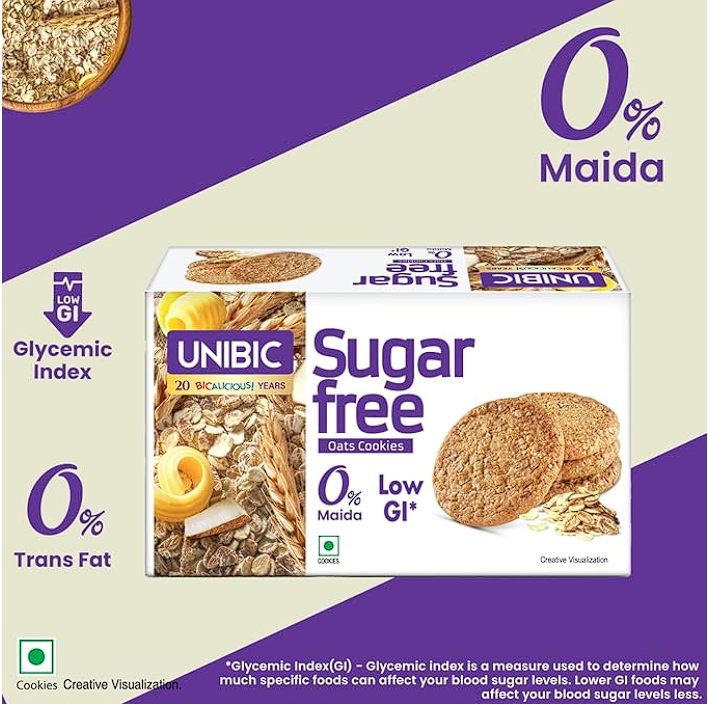 0%
Maida
LOW
GI
Glycemic
Index
0%
Trans Fat
Low
GI*
0%
Maida
Sugar
free
Oats Cookies
UNIBIC
20 BICALICIOUS! YEARS
UNIBIC
20 BICALICIOUS! YEARS
Sugar
free
Oats Cookies
0%
Maida
Low
GI*
COOKIES
Creative Visualization
Cookies Creative Visualization.
*Glycemic Index(GI) - Glycemic index is a measure used to determine how
much specific foods can affect your blood sugar levels. Lower GI foods may
affect your blood sugar levels less.